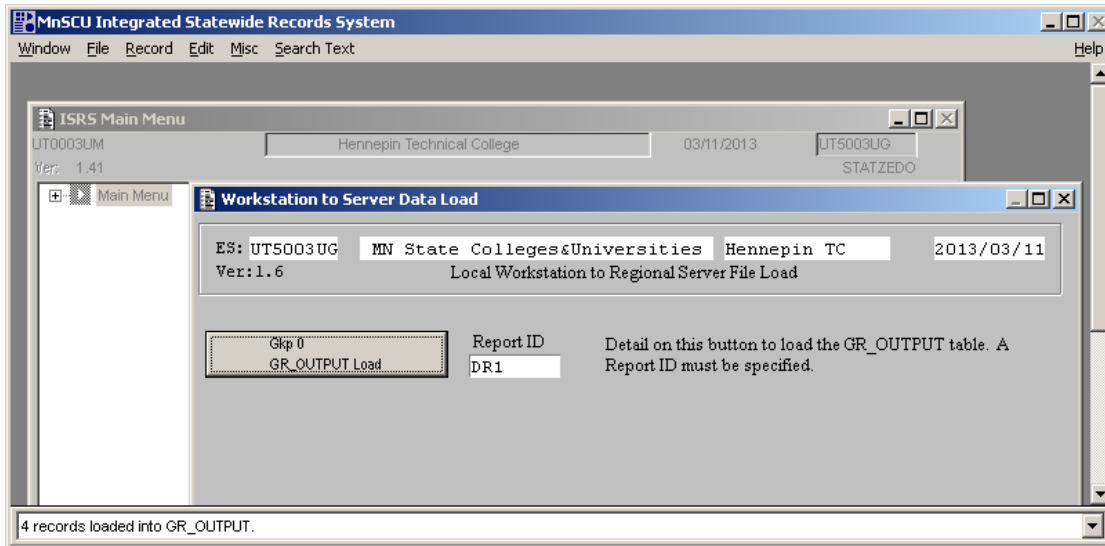 MnSCU Integrated Statewide Records System
Window File Record Edit Misc Search Text Help
ISRS Main Menu
UT0003UM Hennepin Technical College 03/11/2013 UT5003UG
Ver: 1.41 STATZEDO
Main Menu
Workstation to Server Data Load
ES: UT5003UG MN State Colleges&Universities Hennepin TC 2013/03/11
Ver:1.6 Local Workstation to Regional Server File Load
Gkp 0
GR_OUTPUT Load
Report ID
DR1
Detail on this button to load the GR_OUTPUT table. A
Report ID must be specified.
4 records loaded into GR_OUTPUT.